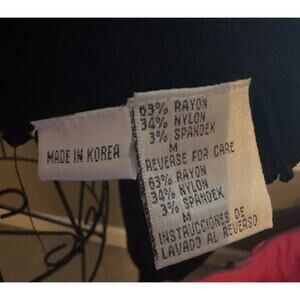 MADE IN KOREA
63% RAYON
34% NYLON
3% SPANDEX
M
REVERSE FOR CARE
63% RAYON
34% NYLON
3% SPANDEX
M
INSTRUCCIONES DE
LAVADO AL REVERSO